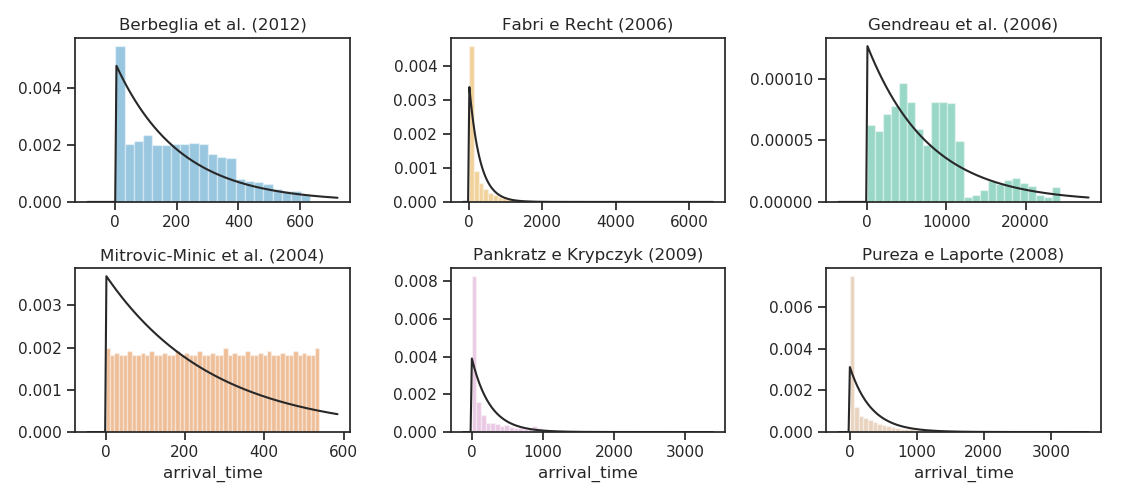 Berbeglia et al. (2012)
0.004
0.002
0.000
0 200 400 600
Fabri e Recht (2006)
0.004
0.003
0.002
0.001
0.000
0 2000 4000 6000
Gendreau et al. (2006)
0.00010
0.00005
0.00000
0 10000 20000
Mitrovic-Minic et al. (2004)
0.003
0.002
0.001
0.000
0 200 400 600
arrival_time
Pankratz e Krypczyk (2009)
0.008
0.006
0.004
0.002
0.000
0 1000 2000 3000
arrival_time
Pureza e Laporte (2008)
0.006
0.004
0.002
0.000
0 1000 2000 3000
arrival_time